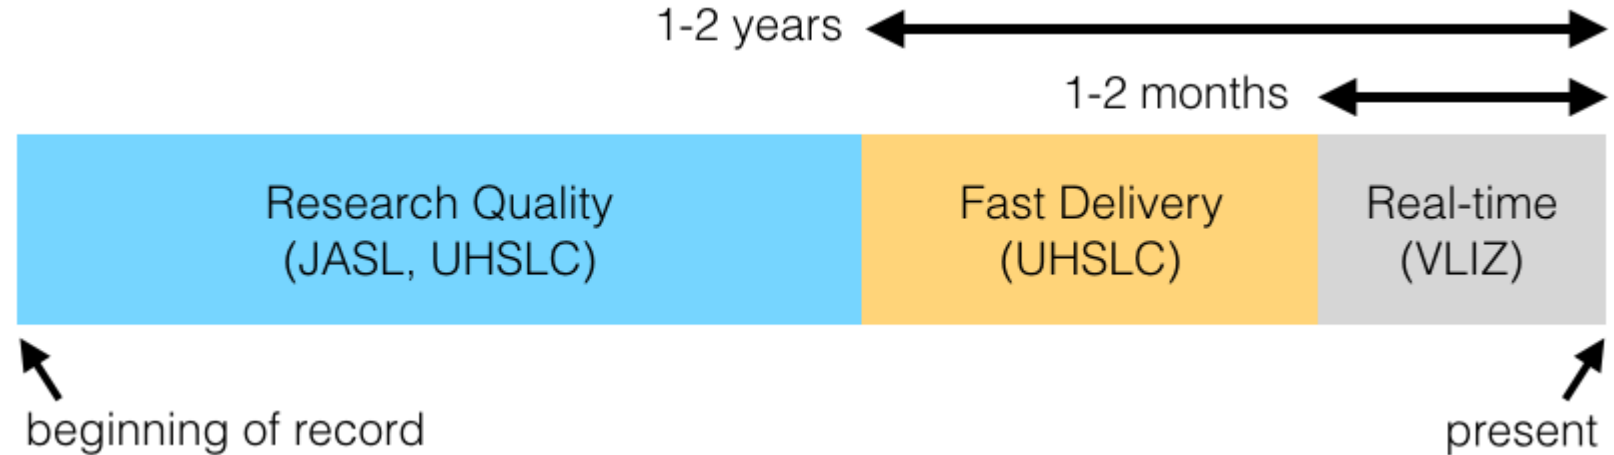 1-2 years
1-2 months
Research Quality
(JASL, UHSLC)
Fast Delivery
(UHSLC)
Real-time
(VLIZ)
beginning of record
present